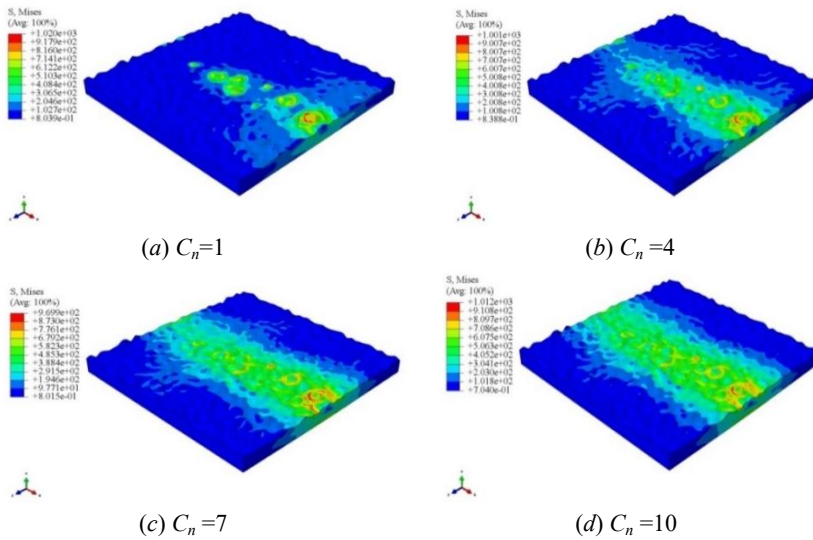 S, Mises
(Avg: 100%)
+1.020e+03
+9.179e+02
+8.160e+02
+7.141e+02
+6.122e+02
+5.103e+02
+4.084e+02
+3.065e+02
+2.046e+02
+1.027e+02
+8.039e-01
(a) Cn=1
S, Mises
(Avg: 100%)
+1.001e+03
+9.007e+02
+8.007e+02
+7.007e+02
+6.007e+02
+5.008e+02
+4.008e+02
+3.008e+02
+2.008e+02
+1.008e+02
+8.388e-01
(b) Cn =4
S, Mises
(Avg: 100%)
+9.699e+02
+8.730e+02
+7.761e+02
+6.792e+02
+5.823e+02
+4.853e+02
+3.884e+02
+2.915e+02
+1.946e+02
+9.771e+01
+8.015e-01
(c) Cn =7
S, Mises
(Avg: 100%)
+1.012e+03
+9.108e+02
+8.097e+02
+7.086e+02
+6.075e+02
+5.063e+02
+4.052e+02
+3.041e+02
+2.030e+02
+1.018e+02
+7.040e-01
(d) Cn =10